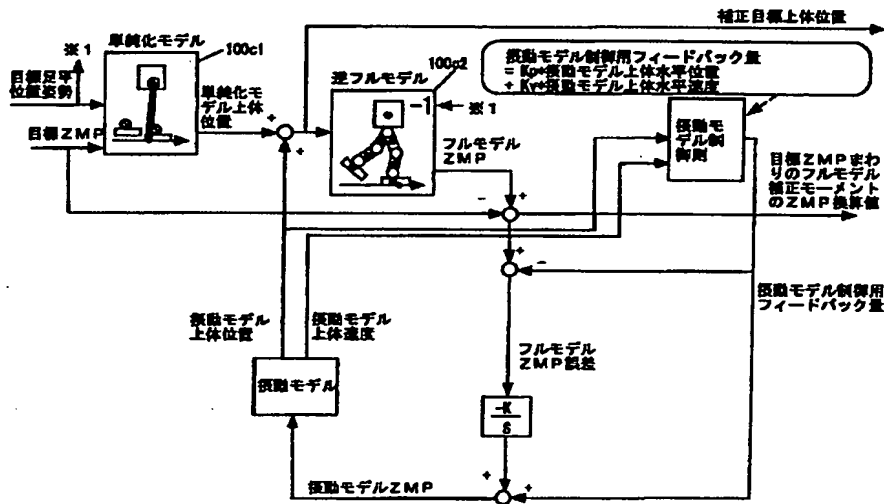 補正目標上体位置
※1
単純化モデル
100c1
目標足平
位置姿勢
単純化モ
デル上体
位置
目標ZMP
逆フルモデル
100c2
-1
※1
フルモデル
ZMP
摂動モデル制御用フィードバック量
= Kp*摂動モデル上体水平位置
+ Kv*摂動モデル上体水平速度
摂動モ
デル制
御則
目標ZMPまわ
りのフルモデル
補正モーメント
のZMP換算値
+
+
-
+
+
-
摂動モデル制御用
フィードバック量
摂動モデル
上体位置
摂動モデル
上体速度
フルモデル
ZMP誤差
摂動モデル
-K
S
+
+
摂動モデルZMP